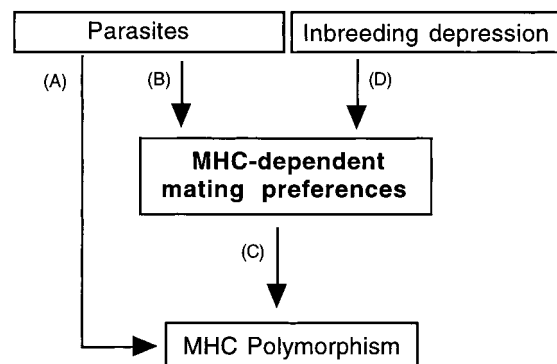 Parasites
Inbreeding depression
(A)
(B)
(D)
MHC-dependent
mating preferences
(C)
MHC Polymorphism